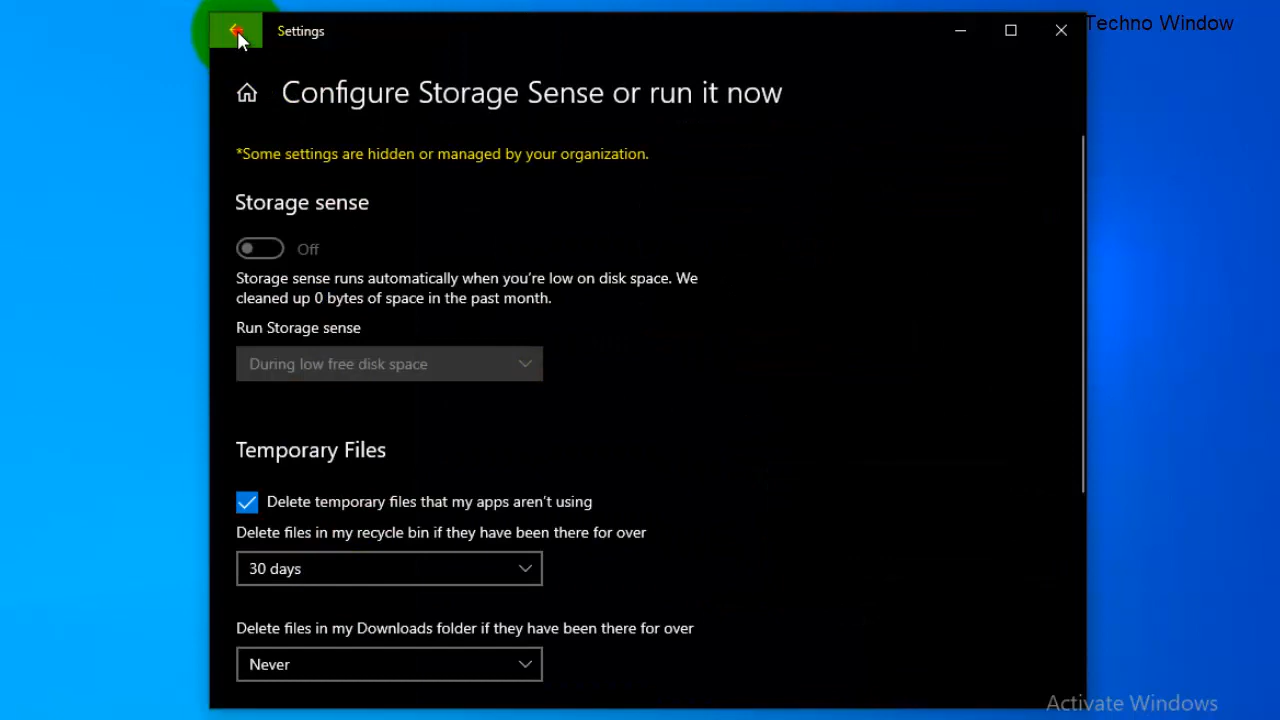 Settings
Techno Window
Configure Storage Sense or run it now
*Some settings are hidden or managed by your organization.
Storage sense
Off
Storage sense runs automatically when you're low on disk space. We
cleaned up 0 bytes of space in the past month.
Run Storage sense
During low free disk space
Temporary Files
Delete temporary files that my apps aren't using
Delete files in my recycle bin if they have been there for over
30 days
Delete files in my Downloads folder if they have been there for over
Never
Activate Windows